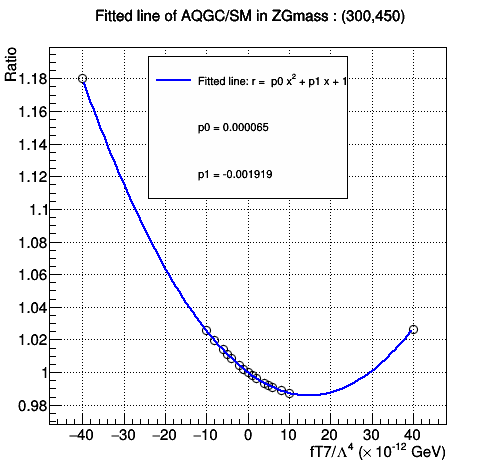 Fitted line of AQGC/SM in ZGmass : (300,450)
Ratio
Fitted line: r = p0 x² + p1 x + 1
p0 = 0.000065
p1 = -0.001919
1.18
1.16
1.14
1.12
1.1
1.08
1.06
1.04
1.02
1
0.98
−40 −30 −20 −10 0 10 20 30 40
fT7/Λ⁴ (× 10⁻¹² GeV)